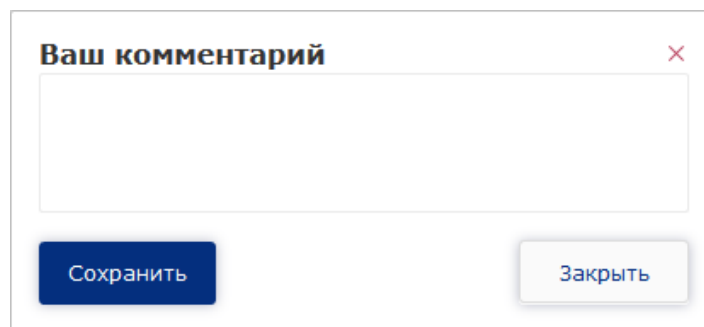 Ваш комментарий
Сохранить
Закрыть